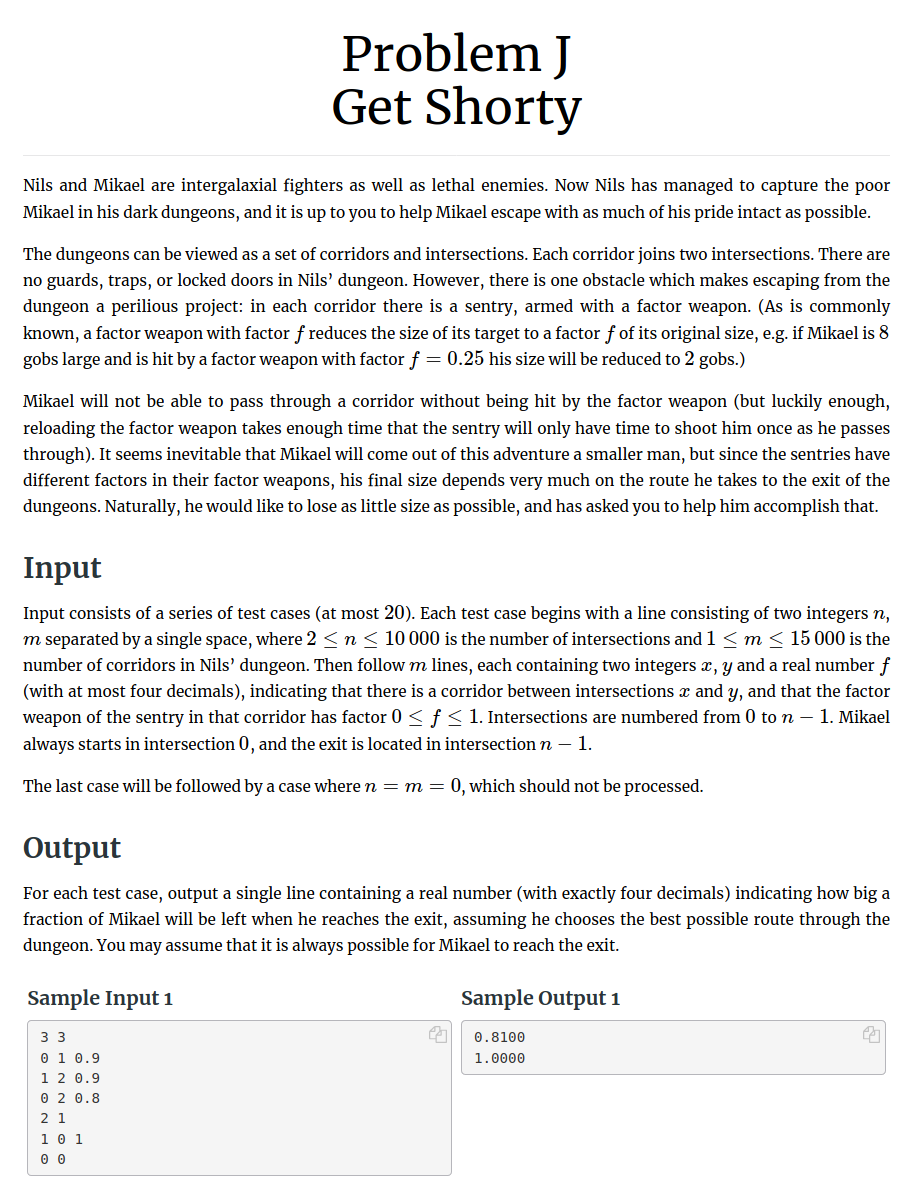 Problem J
Get Shorty
Nils and Mikael are intergalaxial fighters as well as lethal enemies. Now Nils has managed to capture the poor
Mikael in his dark dungeons, and it is up to you to help Mikael escape with as much of his pride intact as possible.
The dungeons can be viewed as a set of corridors and intersections. Each corridor joins two intersections. There are
no guards, traps, or locked doors in Nils’ dungeon. However, there is one obstacle which makes escaping from the
dungeon a perilious project: in each corridor there is a sentry, armed with a factor weapon. (As is commonly
known, a factor weapon with factor f reduces the size of its target to a factor f of its original size, e.g. if Mikael is 8
gobs large and is hit by a factor weapon with factor f = 0.25 his size will be reduced to 2 gobs.)
Mikael will not be able to pass through a corridor without being hit by the factor weapon (but luckily enough,
reloading the factor weapon takes enough time that the sentry will only have time to shoot him once as he passes
through). It seems inevitable that Mikael will come out of this adventure a smaller man, but since the sentries have
different factors in their factor weapons, his final size depends very much on the route he takes to the exit of the
dungeons. Naturally, he would like to lose as little size as possible, and has asked you to help him accomplish that.
Input
Input consists of a series of test cases (at most 20). Each test case begins with a line consisting of two integers n,
m separated by a single space, where 2 ≤ n ≤ 10 000 is the number of intersections and 1 ≤ m ≤ 15 000 is the
number of corridors in Nils’ dungeon. Then follow m lines, each containing two integers x, y and a real number f
(with at most four decimals), indicating that there is a corridor between intersections x and y, and that the factor
weapon of the sentry in that corridor has factor 0 ≤ f ≤ 1. Intersections are numbered from 0 to n − 1. Mikael
always starts in intersection 0, and the exit is located in intersection n − 1.
The last case will be followed by a case where n = m = 0, which should not be processed.
Output
For each test case, output a single line containing a real number (with exactly four decimals) indicating how big a
fraction of Mikael will be left when he reaches the exit, assuming he chooses the best possible route through the
dungeon. You may assume that it is always possible for Mikael to reach the exit.
Sample Input 1
3 3
0 1 0.9
1 2 0.9
0 2 0.8
2 1
1 0 1
0 0
Sample Output 1
0.8100
1.0000